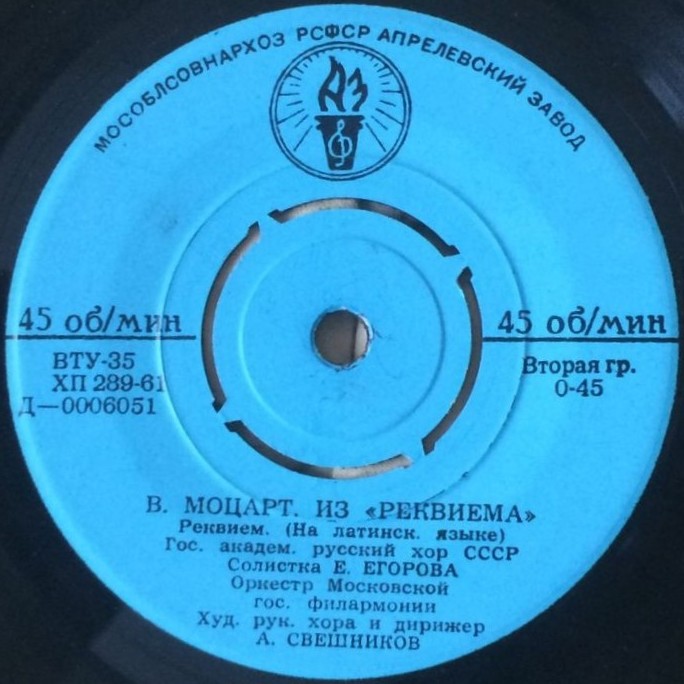 МОСОБЛСОВНАРХОЗ РСФСР АПРЕЛЕВСКИЙ ЗАВОД
АЗ
45 об/мин
45 об/мин
ВТУ-35
ХП 289-61
Д—0006051
Вторая гр.
0-45
В. МОЦАРТ. ИЗ «РЕКВИЕМА»
Реквием. (На латинск. языке)
Гос. академ. русский хор СССР
Солистка Е. ЕГОРОВА
Оркестр Московской
гос. филармонии
Худ. рук. хора и дирижер
А. СВЕШНИКОВ